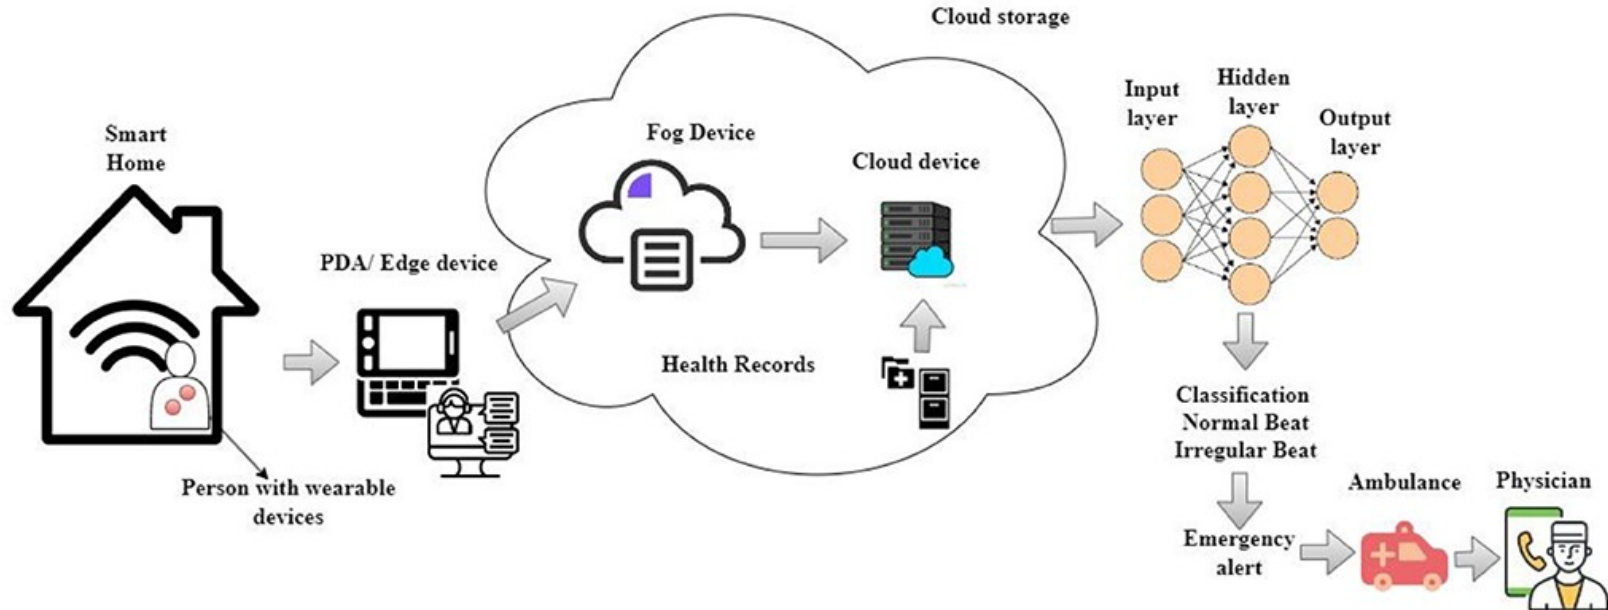 Cloud storage
Smart
Home
Fog Device
Cloud device
Input
layer
Hidden
layer
Output
layer
PDA/ Edge device
Health Records
Person with wearable
devices
Classification
Normal Beat
Irregular Beat
Emergency
alert
Ambulance
Physician